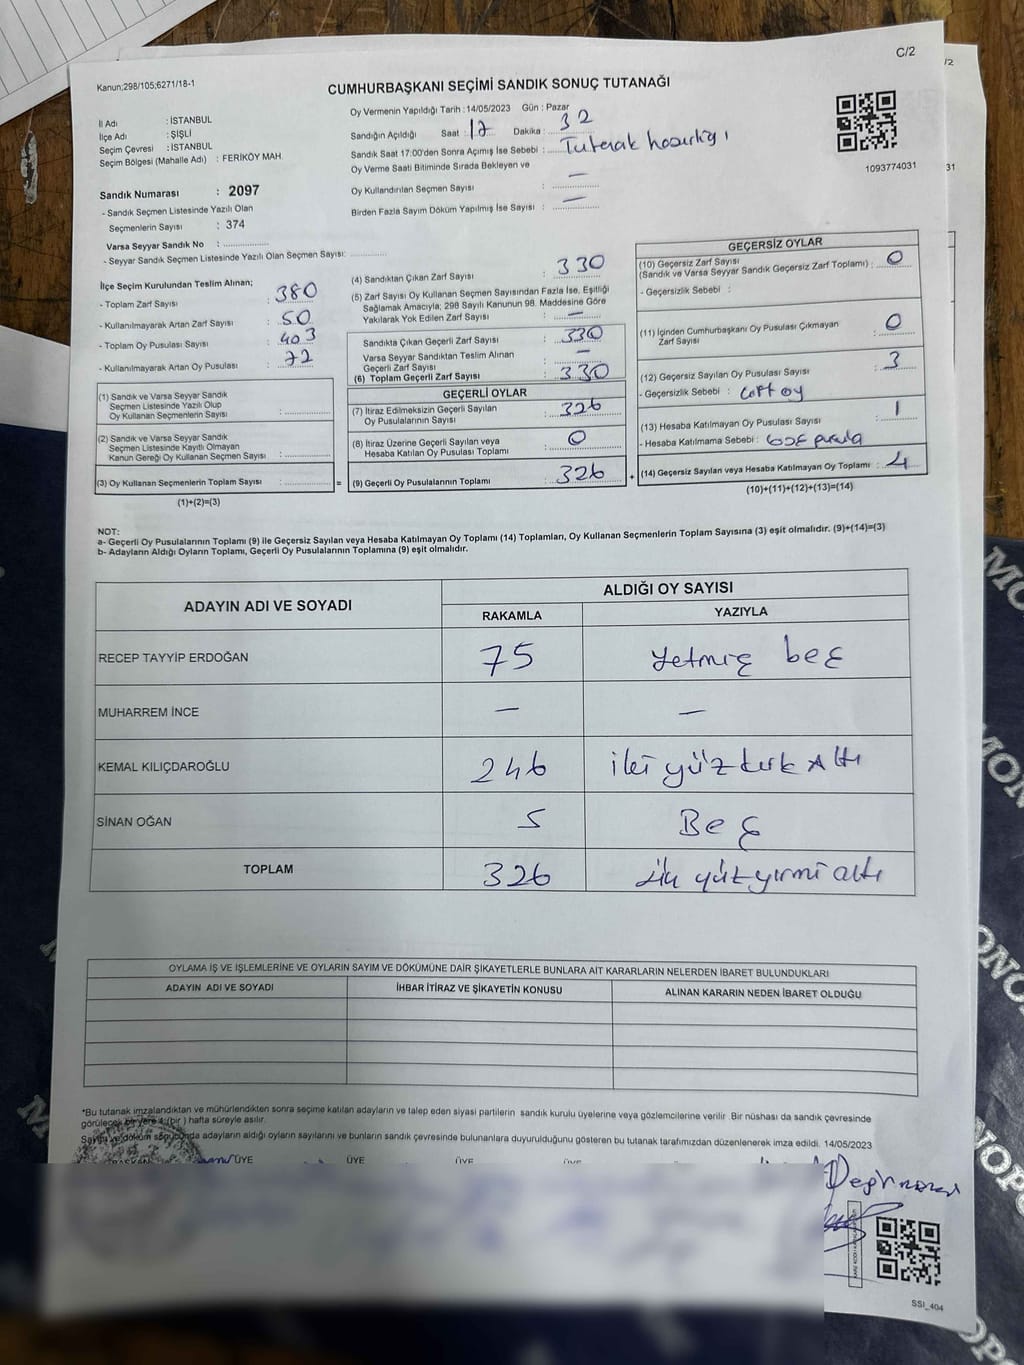 C/2
Kanun;298/105;6271/18-1
CUMHURBAŞKANI SEÇİMİ SANDIK SONUÇ TUTANAĞI
İl Adı : İSTANBUL
İlçe Adı : ŞİŞLİ
Seçim Çevresi : İSTANBUL
Seçim Bölgesi (Mahalle Adı) : FERİKÖY MAH.
Sandık Numarası : 2097
- Sandık Seçmen Listesinde Yazılı Olan
Seçmenlerin Sayısı : 374
Varsa Seyyar Sandık No : ..............
- Seyyar Sandık Seçmen Listesinde Yazılı Olan Seçmen Sayısı: ............
Oy Vermenin Yapıldığı Tarih : 14/05/2023 Gün : Pazar
Sandığın Açıldığı Saat : 17 Dakika : 32
Sandık Saat 17:00'den Sonra Açımış İse Sebebi : Tutarak hazırlığı
Oy Verme Saati Bitiminde Sırada Bekleyen ve
Oy Kullandırılan Seçmen Sayısı : —
Birden Fazla Sayım Döküm Yapılmış İse Sayısı : —
1093774031
/2
31
İlçe Seçim Kurulundan Teslim Alınan;
- Toplam Zarf Sayısı : 380
- Kullanılmayarak Artan Zarf Sayısı : 50
- Toplam Oy Pusulası Sayısı : 403
- Kullanılmayarak Artan Oy Pusulası : 72
(1) Sandık ve Varsa Seyyar Sandık
Seçmen Listesinde Yazılı Olup
Oy Kullanan Seçmenlerin Sayısı : ............
(2) Sandık ve Varsa Seyyar Sandık
Seçmen Listesinde Kayıtlı Olmayan
Kanun Gereği Oy Kullanan Seçmen Sayısı : ............
(3) Oy Kullanan Seçmenlerin Toplam Sayısı : ............ =
(1)+(2)=(3)
(4) Sandıktan Çıkan Zarf Sayısı : 330
(5) Zarf Sayısı Oy Kullanan Seçmen Sayısından Fazla İse, Eşitliği
Sağlamak Amacıyla; 298 Sayılı Kanunun 98. Maddesine Göre
Yakılarak Yok Edilen Zarf Sayısı : —
Sandıkta Çıkan Geçerli Zarf Sayısı : 330
Varsa Seyyar Sandıktan Teslim Alınan
Geçerli Zarf Sayısı : —
(6) Toplam Geçerli Zarf Sayısı : 330
GEÇERLİ OYLAR
(7) İtiraz Edilmeksizin Geçerli Sayılan
Oy Pusulalarının Sayısı : 326
(8) İtiraz Üzerine Geçerli Sayılan veya
Hesaba Katılan Oy Pusulası Toplamı : 0
(9) Geçerli Oy Pusulalarının Toplamı : 326 +
GEÇERSİZ OYLAR
(10) Geçersiz Zarf Sayısı
(Sandık ve Varsa Seyyar Sandık Geçersiz Zarf Toplamı) : 0
- Geçersizlik Sebebi :
(11) İçinden Cumhurbaşkanı Oy Pusulası Çıkmayan
Zarf Sayısı : 0
(12) Geçersiz Sayılan Oy Pusulası Sayısı : 3
- Geçersizlik Sebebi : Çift oy
(13) Hesaba Katılmayan Oy Pusulası Sayısı : 1
- Hesaba Katılmama Sebebi : boş pusula
(14) Geçersiz Sayılan veya Hesaba Katılmayan Oy Toplamı : 4
(10)+(11)+(12)+(13)=(14)
NOT:
a- Geçerli Oy Pusulalarının Toplamı (9) ile Geçersiz Sayılan veya Hesaba Katılmayan Oy Toplamı (14) Toplamları, Oy Kullanan Seçmenlerin Toplam Sayısına (3) eşit olmalıdır. (9)+(14)=(3)
b- Adayların Aldığı Oyların Toplamı, Geçerli Oy Pusulalarının Toplamına (9) eşit olmalıdır.
ADAYIN ADI VE SOYADI ALDIĞI OY SAYISI
RAKAMLA YAZIYLA
RECEP TAYYİP ERDOĞAN 75 Yetmiş beş
MUHARREM İNCE — —
KEMAL KILIÇDAROĞLU 246 iki yüz kırk Altı
SİNAN OĞAN 5 Beş
TOPLAM 326 üç yüz yirmi altı
OYLAMA İŞ VE İŞLEMLERİNE VE OYLARIN SAYIM VE DÖKÜMÜNE DAİR ŞİKAYETLERLE BUNLARA AİT KARARLARIN NELERDEN İBARET BULUNDUKLARI
ADAYIN ADI VE SOYADI İHBAR İTİRAZ VE ŞİKAYETİN KONUSU ALINAN KARARIN NEDEN İBARET OLDUĞU
*Bu tutanak imzalandıktan ve mühürlendikten sonra seçime katılan adayların ve talep eden siyasi partilerin sandık kurulu üyelerine veya gözlemcilerine verilir. Bir nüshası da sandık çevresinde
görülecek bir yere 1 (bir ) hafta süreyle asılır.
Sayım ve döküm sonucunda adayların aldığı oyların sayılarını ve bunların sandık çevresinde bulunanlara duyurulduğunu gösteren bu tutanak tarafımızdan düzenlenerek imza edildi. 14/05/2023
BAŞKAN ÜYE ÜYE ÜYE ÜYE
SSI_404